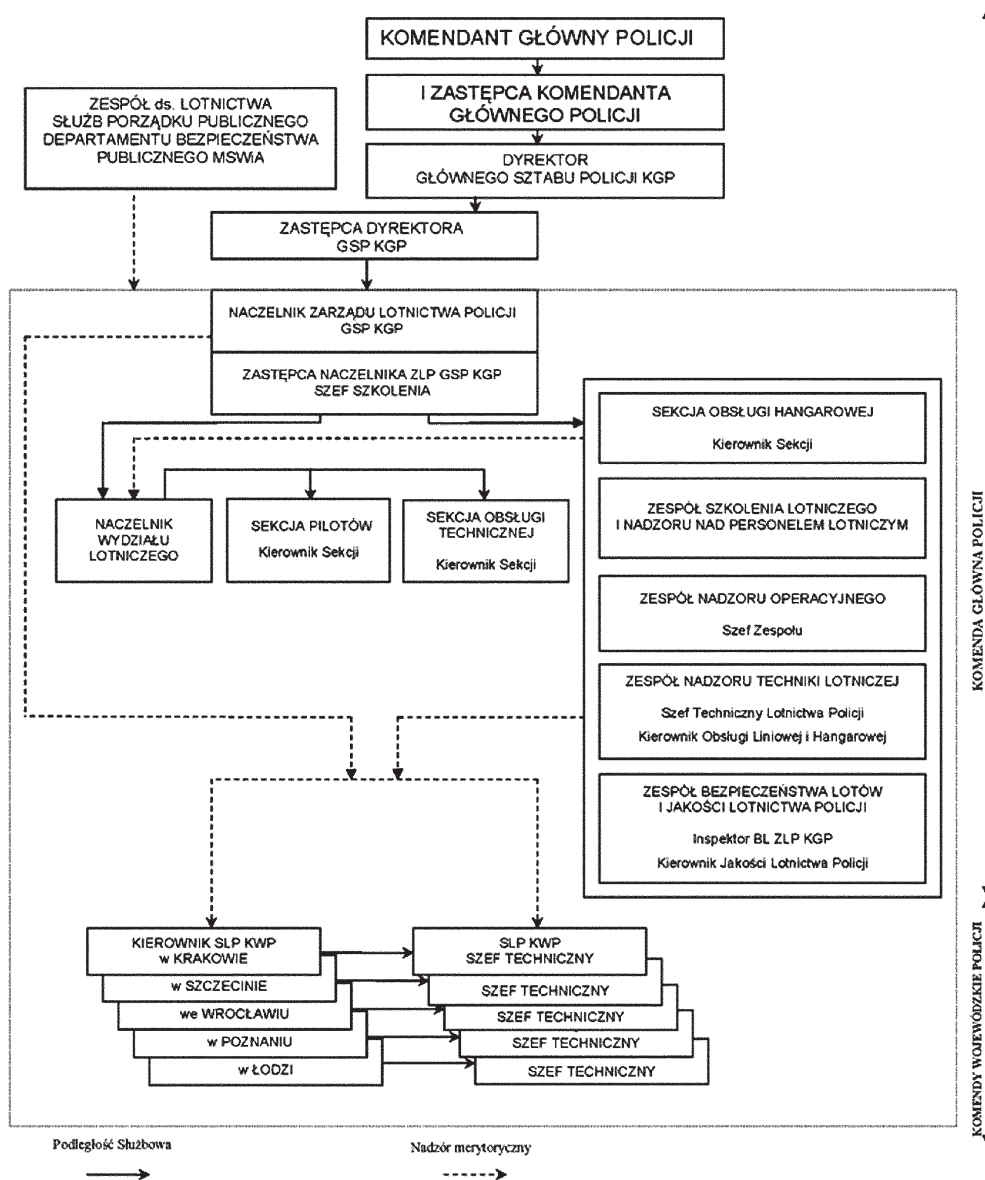 KOMENDANT GŁÓWNY POLICJI
I ZASTĘPCA KOMENDANTA
GŁÓWNEGO POLICJI
ZESPÓŁ ds. LOTNICTWA
SŁUŻB PORZĄDKU PUBLICZNEGO
DEPARTAMENTU BEZPIECZEŃSTWA
PUBLICZNEGO MSWiA
DYREKTOR
GŁÓWNEGO SZTABU POLICJI KGP
ZASTĘPCA DYREKTORA
GSP KGP
NACZELNIK ZARZĄDU LOTNICTWA POLICJI
GSP KGP
ZASTĘPCA NACZELNIKA ZLP GSP KGP
SZEF SZKOLENIA
SEKCJA OBSŁUGI HANGAROWEJ
Kierownik Sekcji
ZESPÓŁ SZKOLENIA LOTNICZEGO
I NADZORU NAD PERSONELEM LOTNICZYM
ZESPÓŁ NADZORU OPERACYJNEGO
Szef Zespołu
ZESPÓŁ NADZORU TECHNIKI LOTNICZEJ
Szef Techniczny Lotnictwa Policji
Kierownik Obsługi Liniowej i Hangarowej
ZESPÓŁ BEZPIECZEŃSTWA LOTÓW
I JAKOŚCI LOTNICTWA POLICJI
Inspektor BL ZLP KGP
Kierownik Jakości Lotnictwa Policji
NACZELNIK
WYDZIAŁU
LOTNICZEGO
SEKCJA PILOTÓW
Kierownik Sekcji
SEKCJA OBSŁUGI
TECHNICZNEJ
Kierownik Sekcji
KIEROWNIK SLP KWP
w KRAKOWIE
w SZCZECINIE
we WROCŁAWIU
w POZNANIU
w ŁODZI
SLP KWP
SZEF TECHNICZNY
SZEF TECHNICZNY
SZEF TECHNICZNY
SZEF TECHNICZNY
SZEF TECHNICZNY
KOMENDA GŁÓWNA POLICJI
KOMENDY WOJEWÓDZKIE POLICJI
Podległość Służbowa
Nadzór merytoryczny